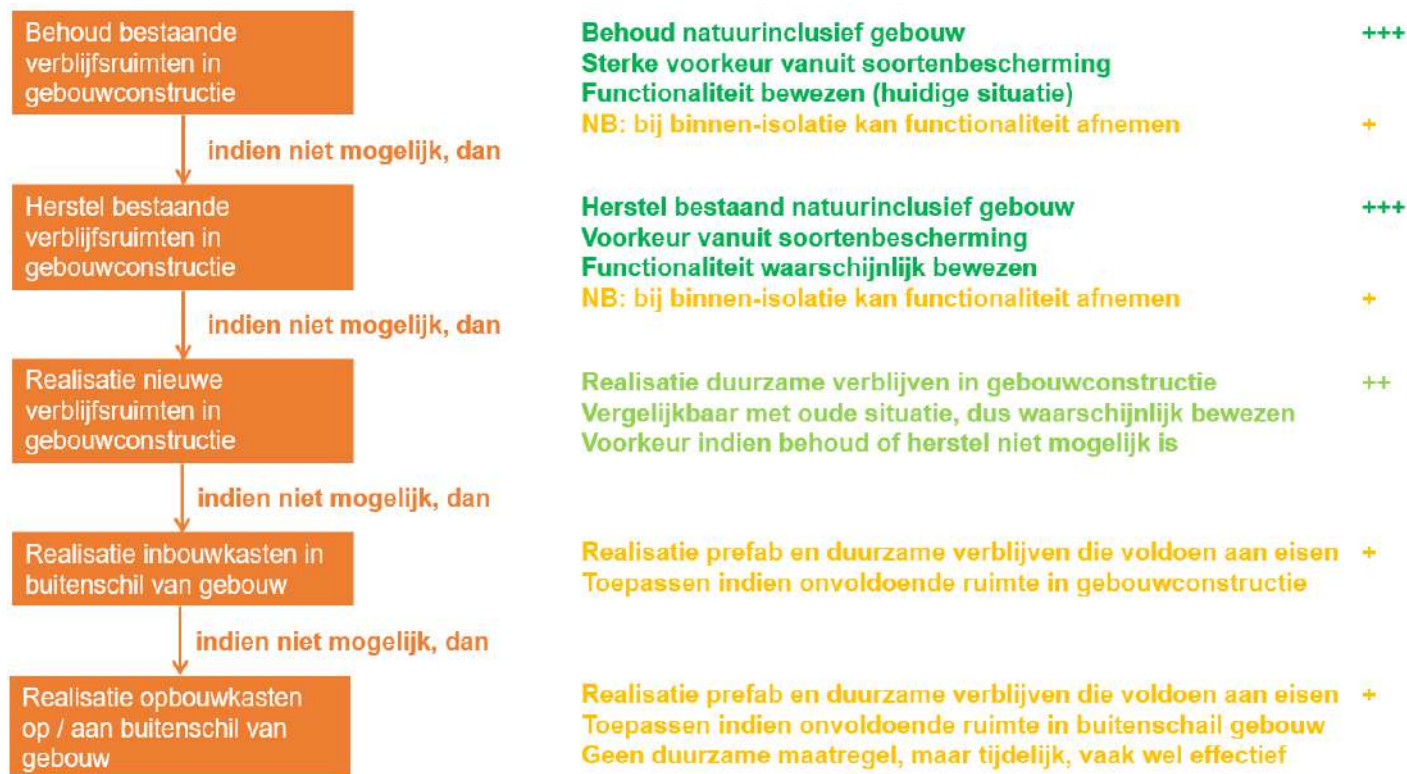 Behoud bestaande
verblijfsruimten in
gebouwconstructie
Behoud natuurinclusief gebouw +++
Sterke voorkeur vanuit soortenbescherming
Functionaliteit bewezen (huidige situatie)
NB: bij binnen-isolatie kan functionaliteit afnemen +
indien niet mogelijk, dan
Herstel bestaande
verblijfsruimten in
gebouwconstructie
Herstel bestaand natuurinclusief gebouw +++
Voorkeur vanuit soortenbescherming
Functionaliteit waarschijnlijk bewezen
NB: bij binnen-isolatie kan functionaliteit afnemen +
indien niet mogelijk, dan
Realisatie nieuwe
verblijfsruimten in
gebouwconstructie
Realisatie duurzame verblijven in gebouwconstructie ++
Vergelijkbaar met oude situatie, dus waarschijnlijk bewezen
Voorkeur indien behoud of herstel niet mogelijk is
indien niet mogelijk, dan
Realisatie inbouwkasten in
buitenschil van gebouw
Realisatie prefab en duurzame verblijven die voldoen aan eisen +
Toepassen indien onvoldoende ruimte in gebouwconstructie
indien niet mogelijk, dan
Realisatie opbouwkasten
op / aan buitenschil van
gebouw
Realisatie prefab en duurzame verblijven die voldoen aan eisen +
Toepassen indien onvoldoende ruimte in buitenschail gebouw
Geen duurzame maatregel, maar tijdelijk, vaak wel effectief